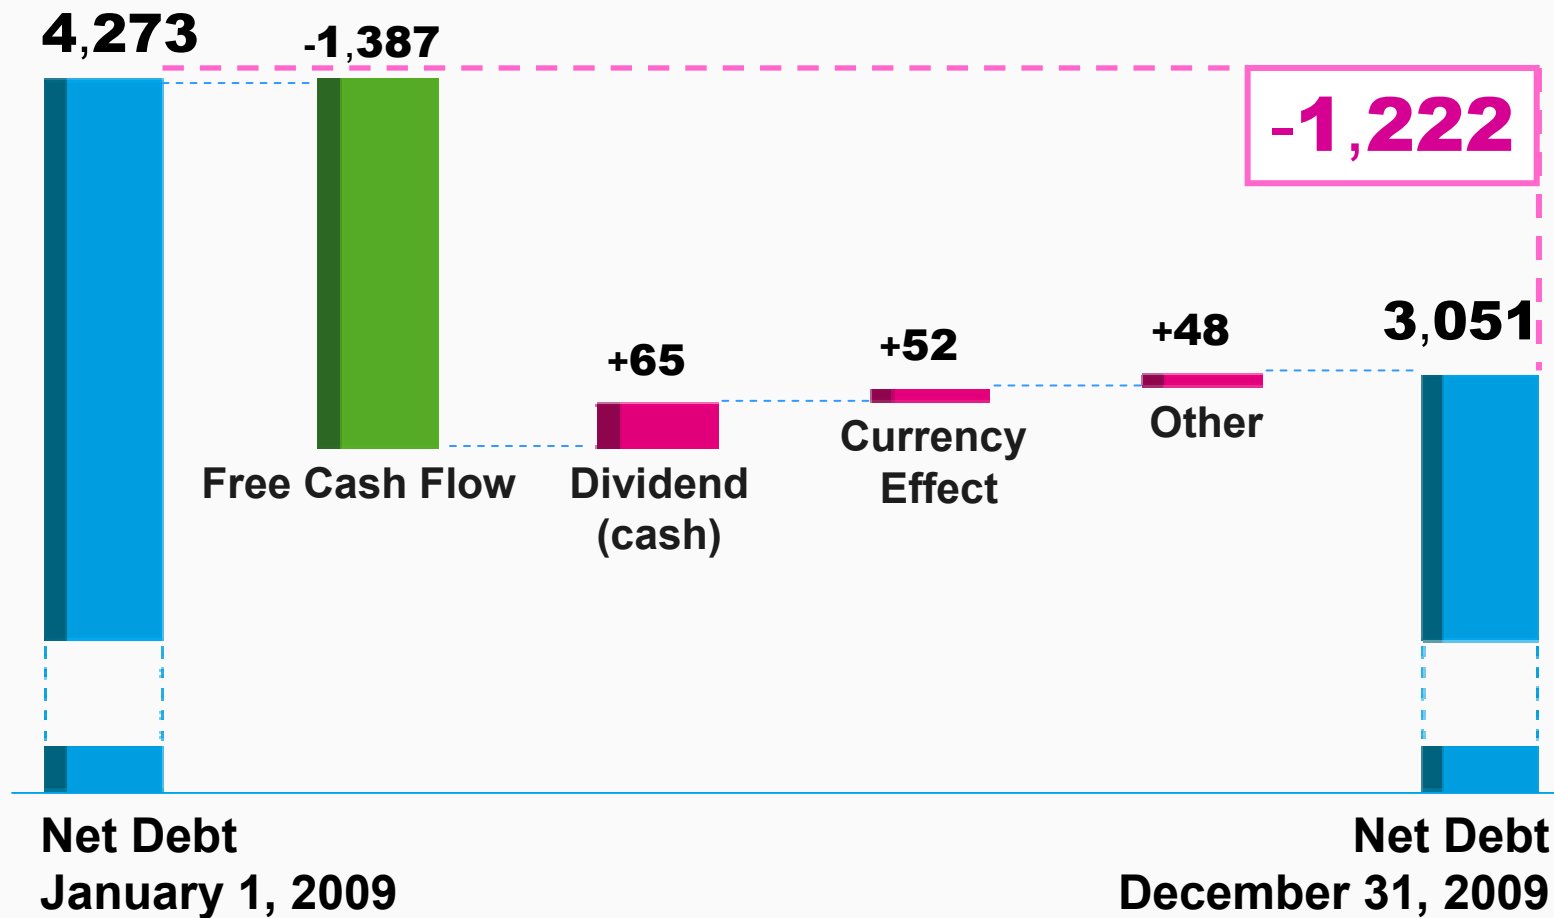 4,273
-1,387
-1,222
+65
+52
+48
3,051
Free Cash Flow
Dividend
(cash)
Currency
Effect
Other
Net Debt
January 1, 2009
Net Debt
December 31, 2009